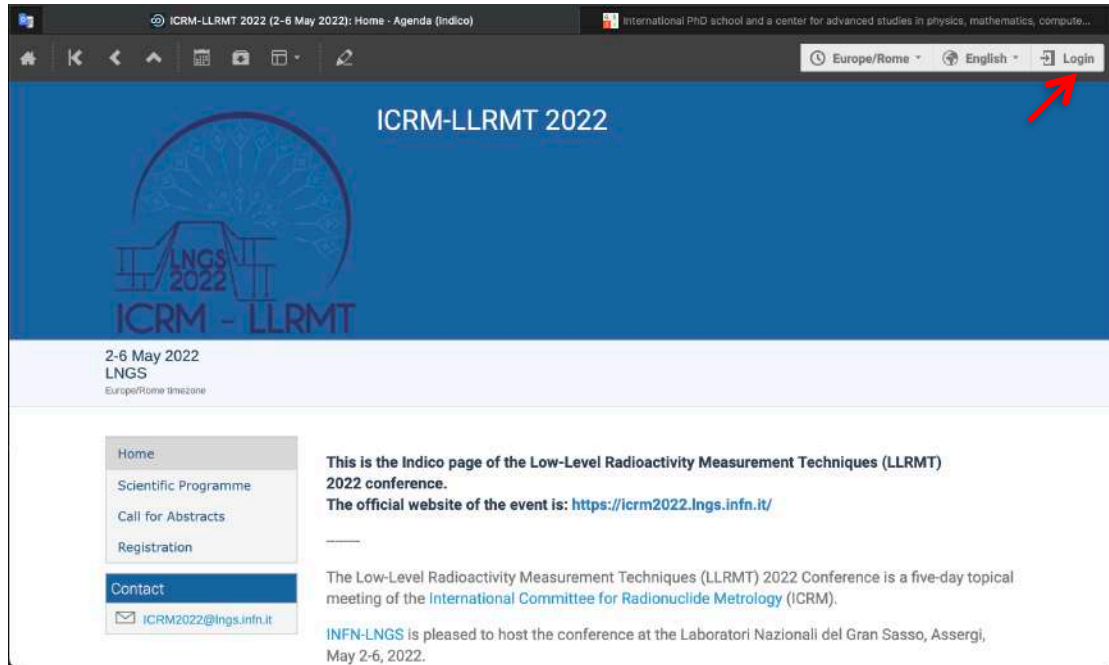 ICRM-LLRMT 2022 (2-6 May 2022): Home · Agenda (Indico)
International PhD school and a center for advanced studies in physics, mathematics, compute...
Europe/Rome
English
Login
ICRM-LLRMT 2022
LNGS
2022
ICRM - LLRMT
2-6 May 2022
LNGS
Europe/Rome timezone
Home
Scientific Programme
Call for Abstracts
Registration
Contact
ICRM2022@lngs.infn.it
This is the Indico page of the Low-Level Radioactivity Measurement Techniques (LLRMT)
2022 conference.
The official website of the event is: https://icrm2022.lngs.infn.it/
The Low-Level Radioactivity Measurement Techniques (LLRMT) 2022 Conference is a five-day topical
meeting of the International Committee for Radionuclide Metrology (ICRM).
INFN-LNGS is pleased to host the conference at the Laboratori Nazionali del Gran Sasso, Assergi,
May 2-6, 2022.